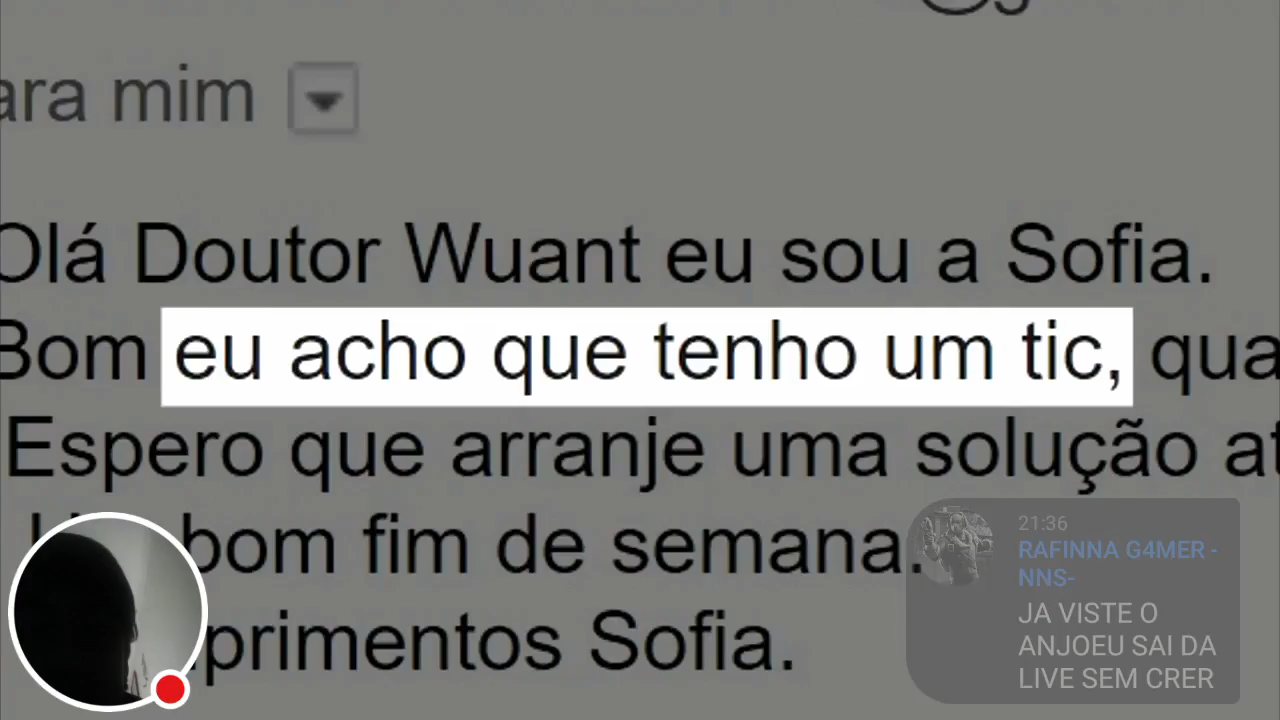 ara mim
Olá Doutor Wuant eu sou a Sofia.
Bom eu acho que tenho um tic, qua
Espero que arranje uma solução at
bom fim de semana.
primentos Sofia.
21:36
RAFINNA G4MER -
NNS-
JA VISTE O
ANJOEU SAI DA
LIVE SEM CRER